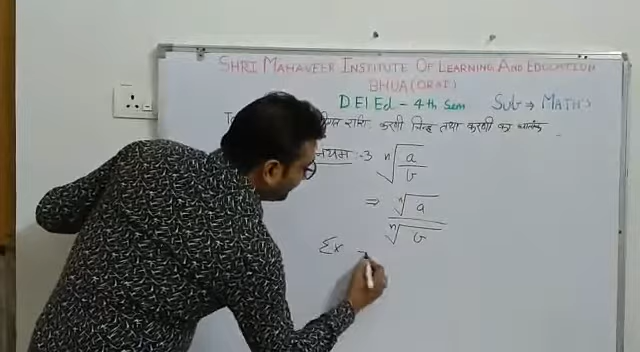 SHRI MAHAVEER INSTITUTE OF LEARNING AND EDUCATION
BHUA (ORAI)
D El Ed - 4th Sem Sub → MATHS
राशि: करणी चिन्ह तथा करणी का घातांक
नियम :- 3 ⁿ√(a/b)
⇒ ⁿ√a / ⁿ√b
Ex -